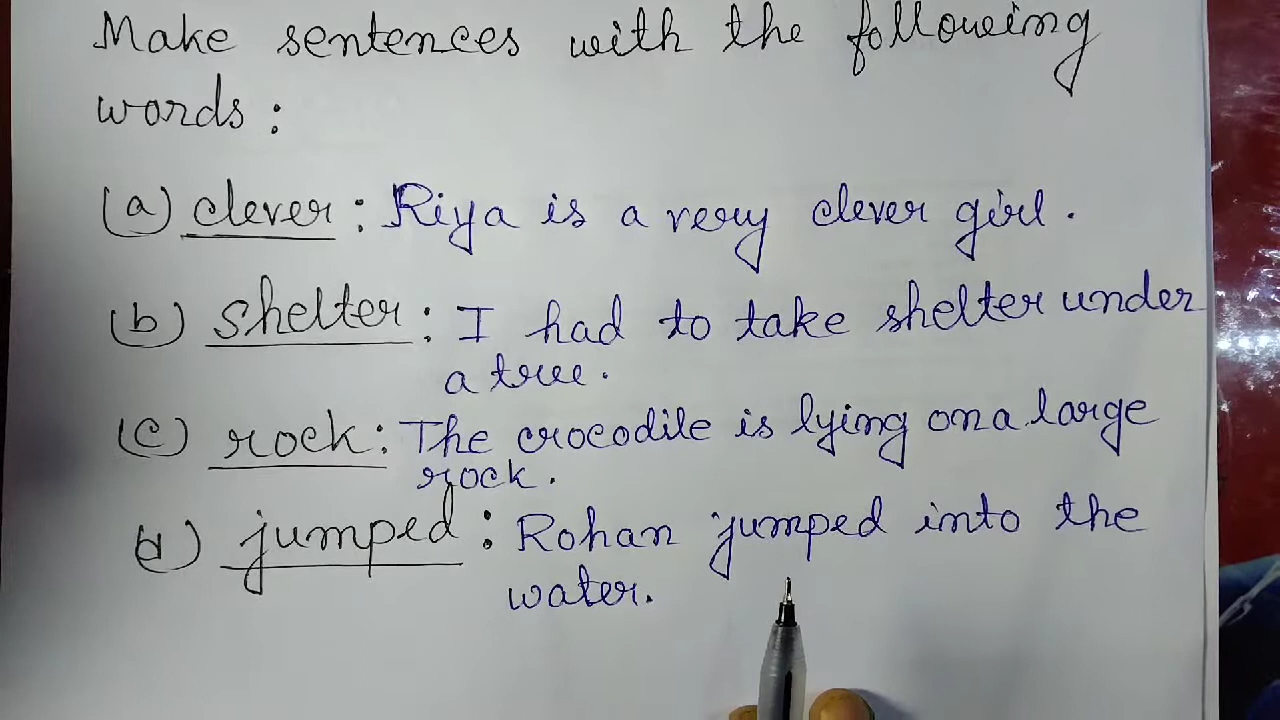 Make sentences with the following
words :
(a) clever : Riya is a very clever girl.
(b) shelter : I had to take shelter under
a tree.
(c) rock : The crocodile is lying on a large
rock.
(d) jumped : Rohan jumped into the
water.